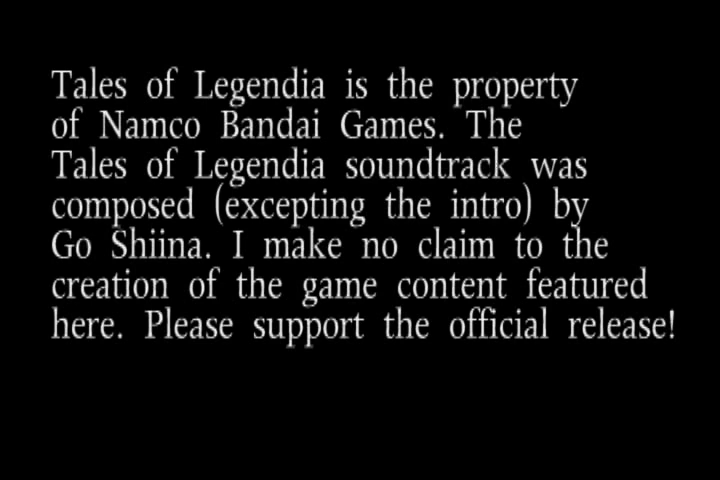 Tales of Legendia is the property
of Namco Bandai Games. The
Tales of Legendia soundtrack was
composed (excepting the intro) by
Go Shiina. I make no claim to the
creation of the game content featured
here. Please support the official release!